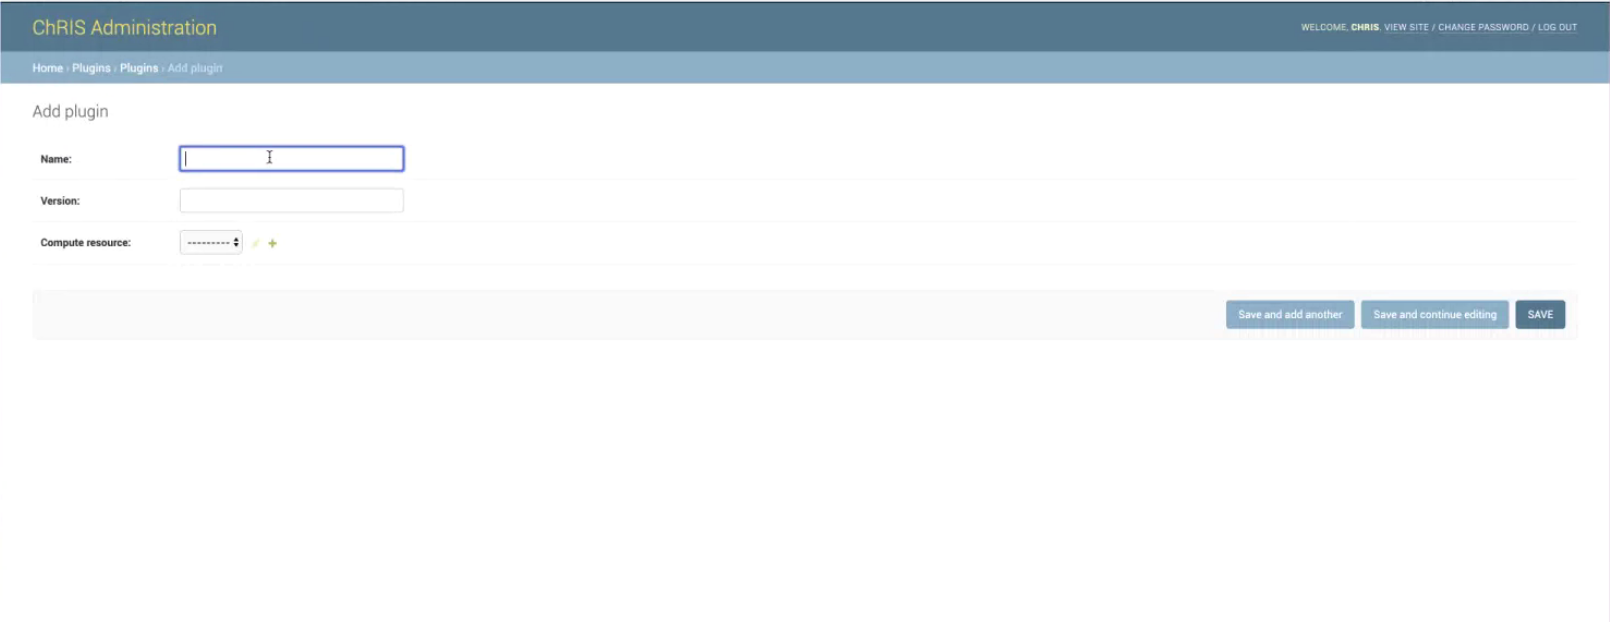 ChRIS Administration
WELCOME, CHRIS. VIEW SITE / CHANGE PASSWORD / LOG OUT
Home › Plugins › Plugins › Add plugin
Add plugin
Name:
Version:
Compute resource: ---------
Save and add another Save and continue editing SAVE